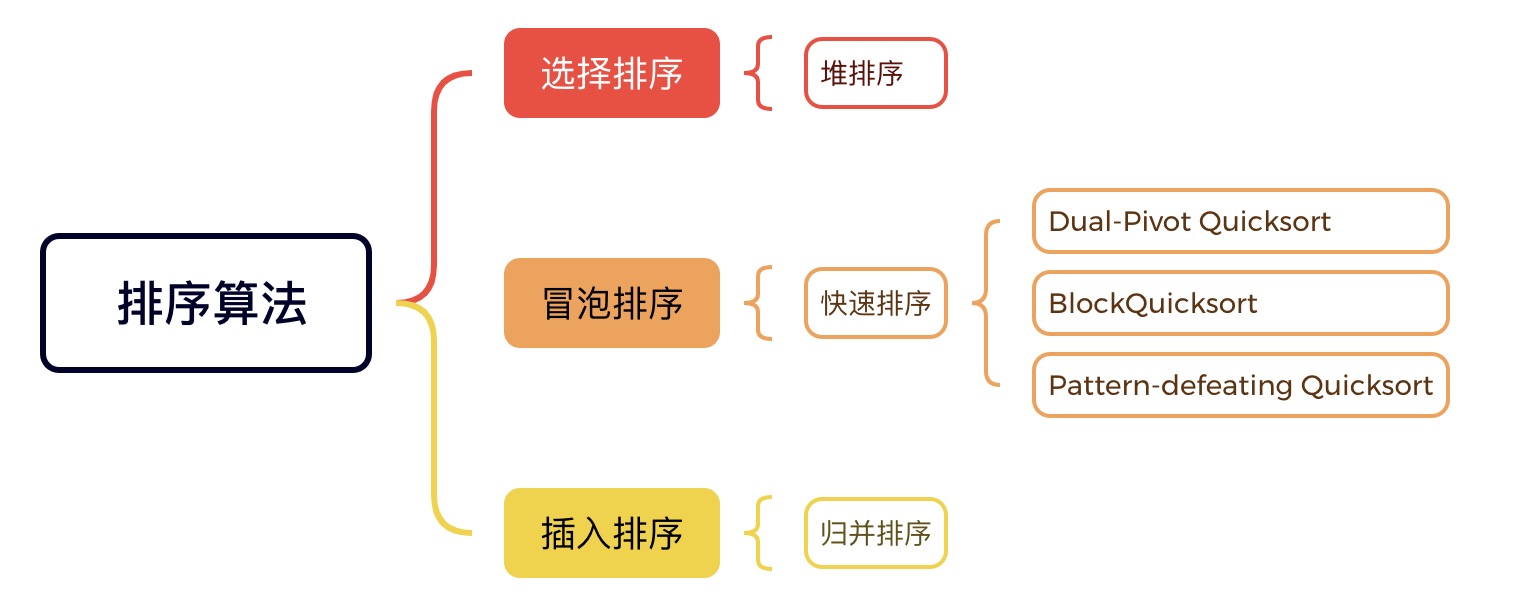 排序算法
选择排序
堆排序
冒泡排序
快速排序
Dual-Pivot Quicksort
BlockQuicksort
Pattern-defeating Quicksort
插入排序
归并排序